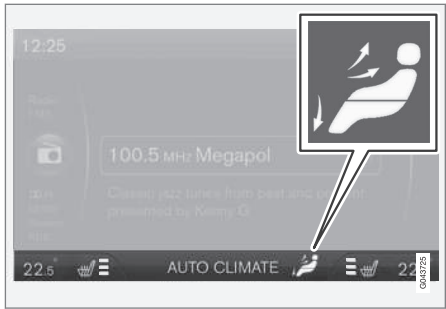 12:25
Radio
100.5 MHz Megapol
Classic jazz tunes from past and present
presented by Kenny G
22.5° AUTO CLIMATE 22
G043725